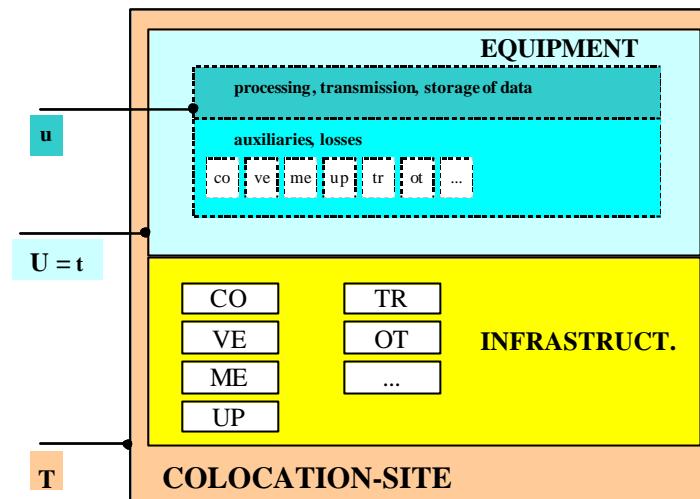 EQUIPMENT
processing, transmission, storage of data
u
auxiliaries, losses
co ve me up tr ot ...
U = t
CO TR
VE OT
INFRASTRUCT.
ME ...
UP
T
COLOCATION-SITE